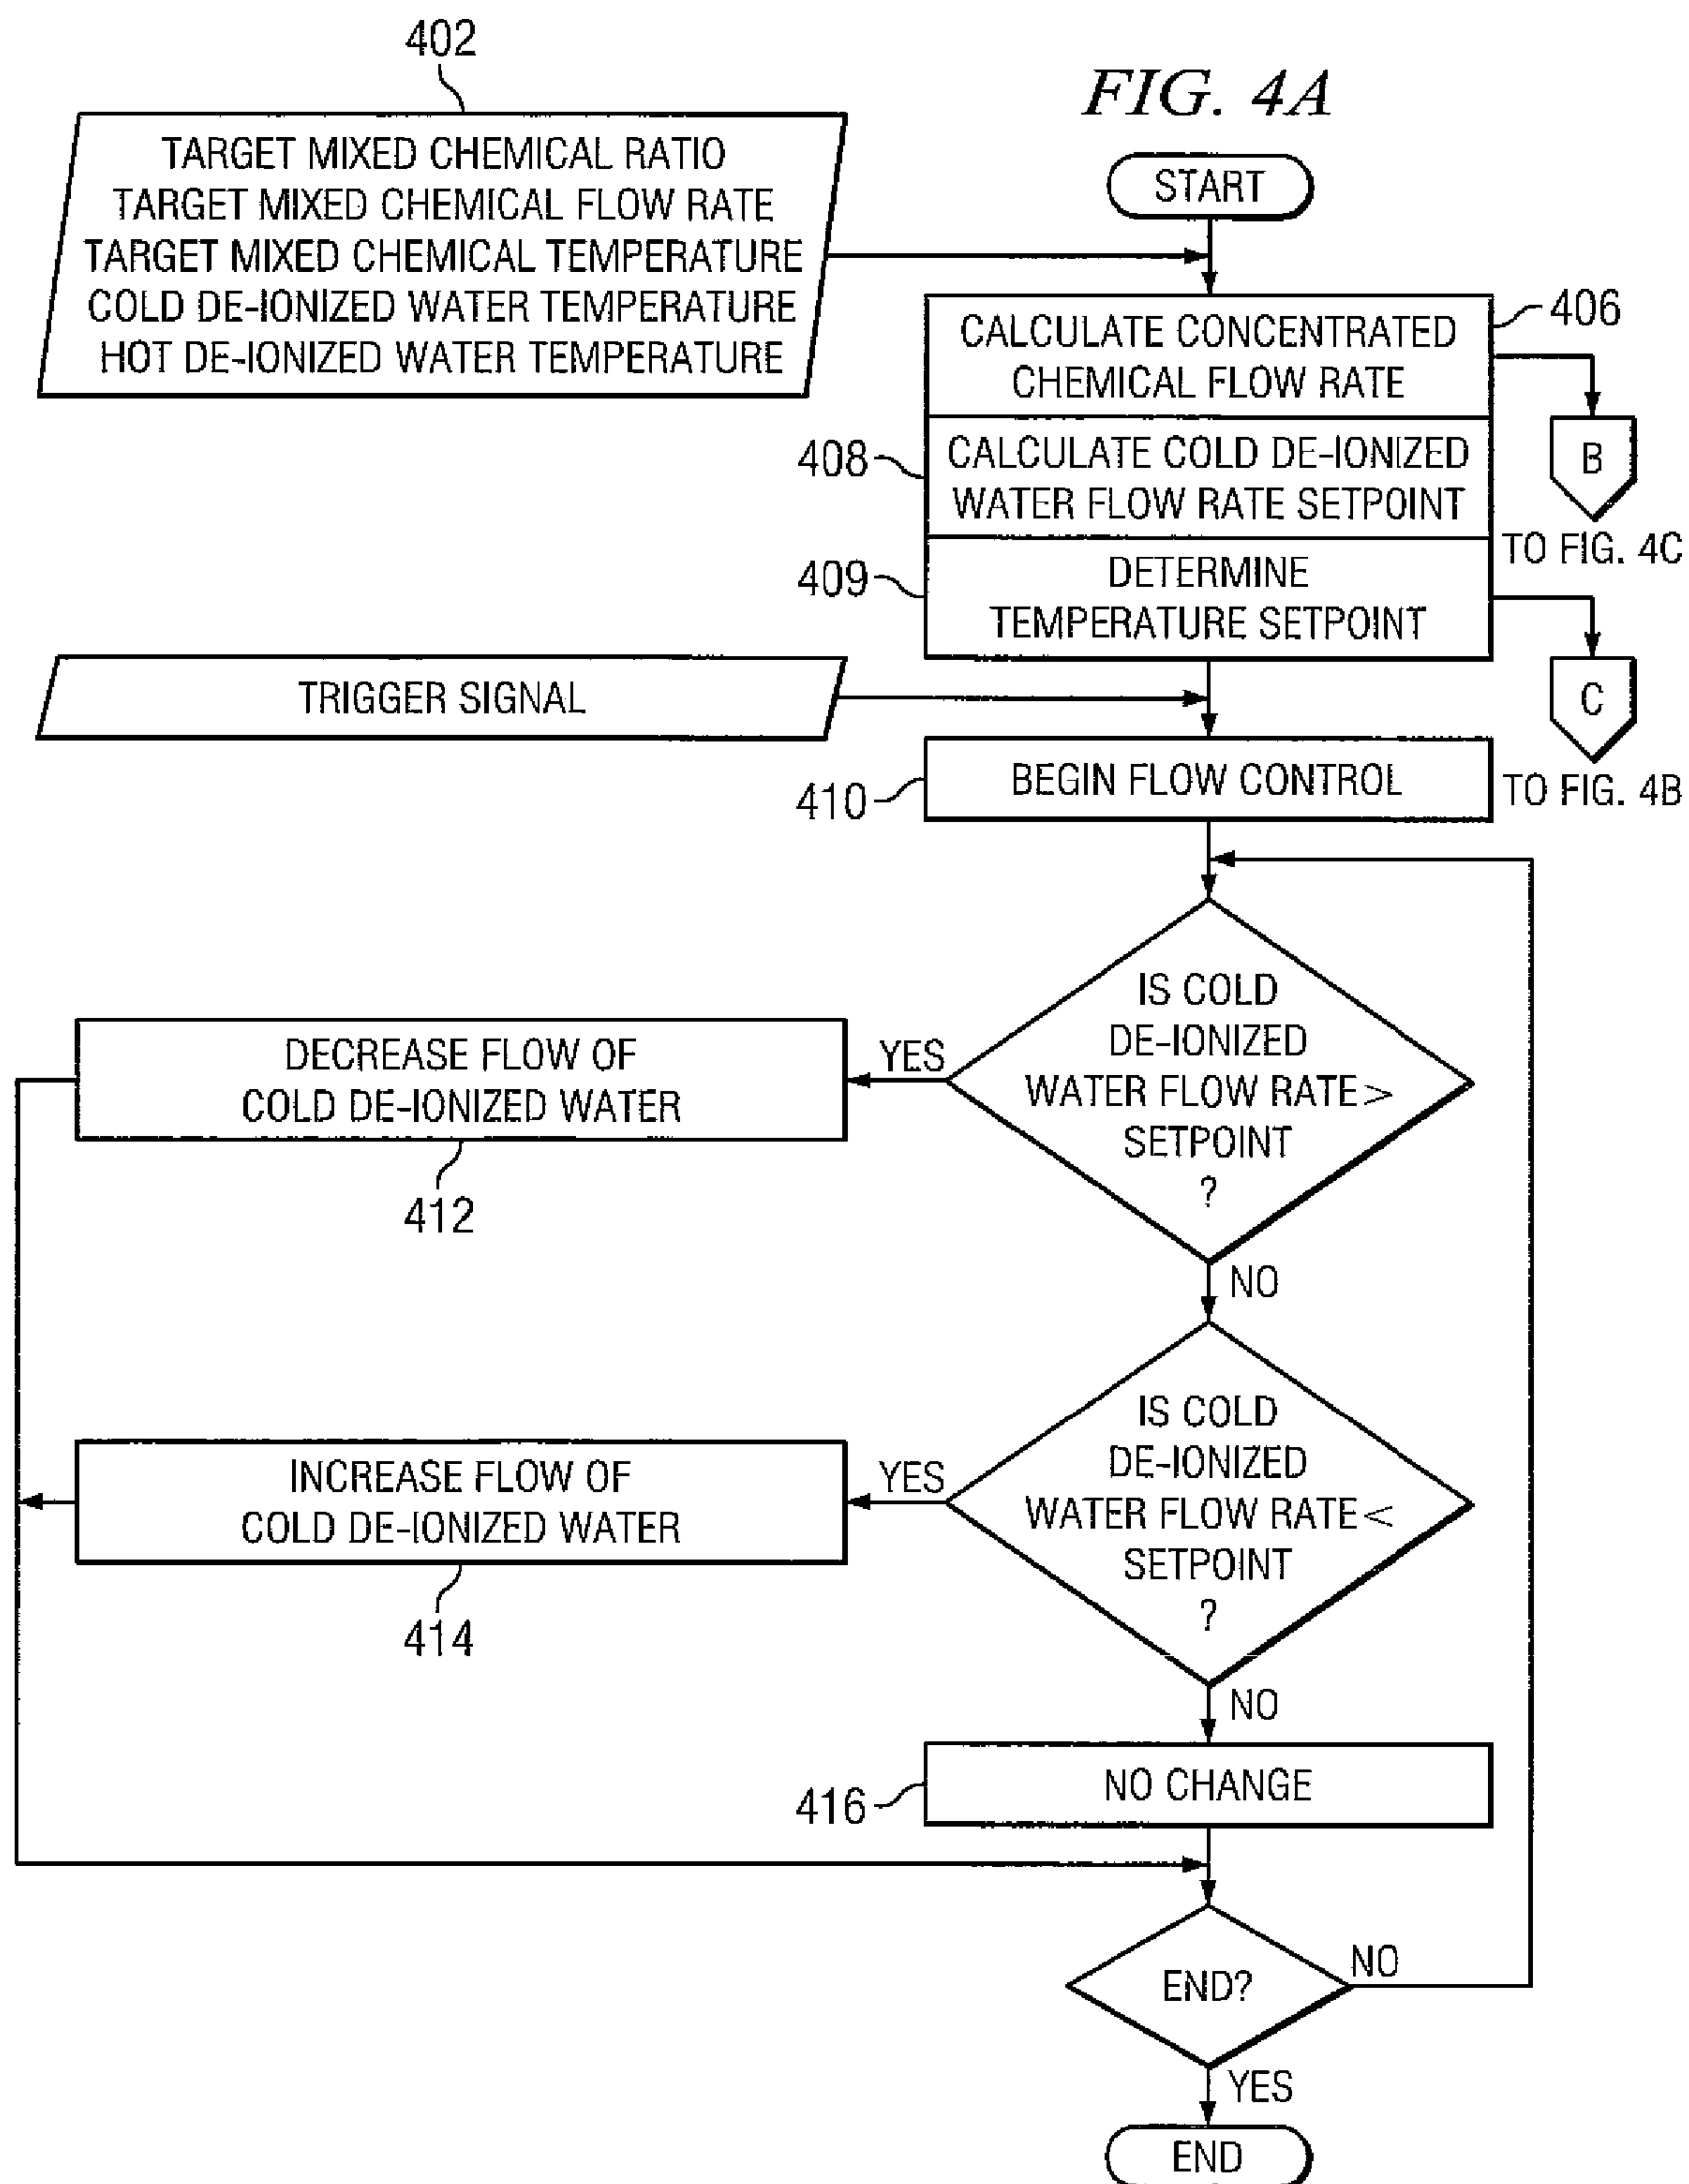 402
FIG. 4A
TARGET MIXED CHEMICAL RATIO
TARGET MIXED CHEMICAL FLOW RATE
TARGET MIXED CHEMICAL TEMPERATURE
COLD DE-IONIZED WATER TEMPERATURE
HOT DE-IONIZED WATER TEMPERATURE
START
406
CALCULATE CONCENTRATED
CHEMICAL FLOW RATE
B
TO FIG. 4C
408
CALCULATE COLD DE-IONIZED
WATER FLOW RATE SETPOINT
409
DETERMINE
TEMPERATURE SETPOINT
C
TO FIG. 4B
TRIGGER SIGNAL
410
BEGIN FLOW CONTROL
IS COLD
DE-IONIZED
WATER FLOW RATE>
SETPOINT
?
YES
DECREASE FLOW OF
COLD DE-IONIZED WATER
412
NO
IS COLD
DE-IONIZED
WATER FLOW RATE<
SETPOINT
?
YES
INCREASE FLOW OF
COLD DE-IONIZED WATER
414
NO
416
NO CHANGE
END?
NO
YES
END